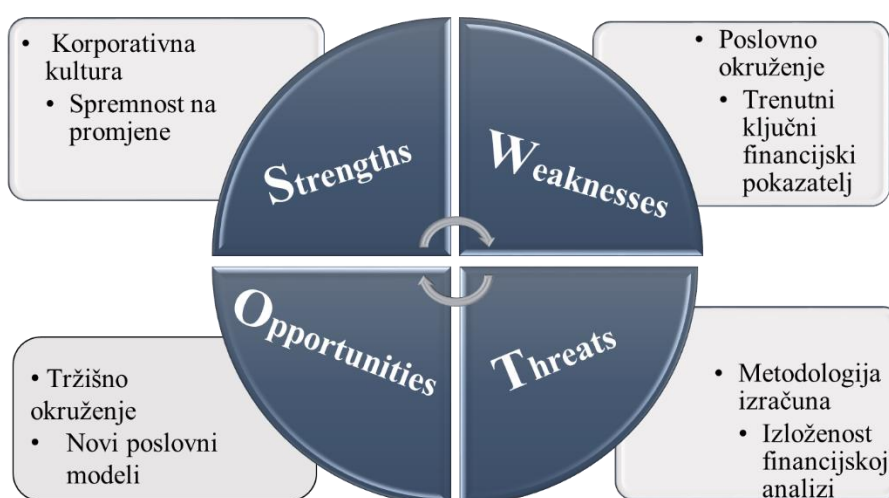 • Korporativna
kultura
• Spremnost na
promjene
Strengths
Weaknesses
• Poslovno
okruženje
• Trenutni
ključni
financijski
pokazatelj
• Tržišno
okruženje
• Novi poslovni
modeli
Opportunities
Threats
• Metodologija
izračuna
• Izloženost
financijskoj
analizi